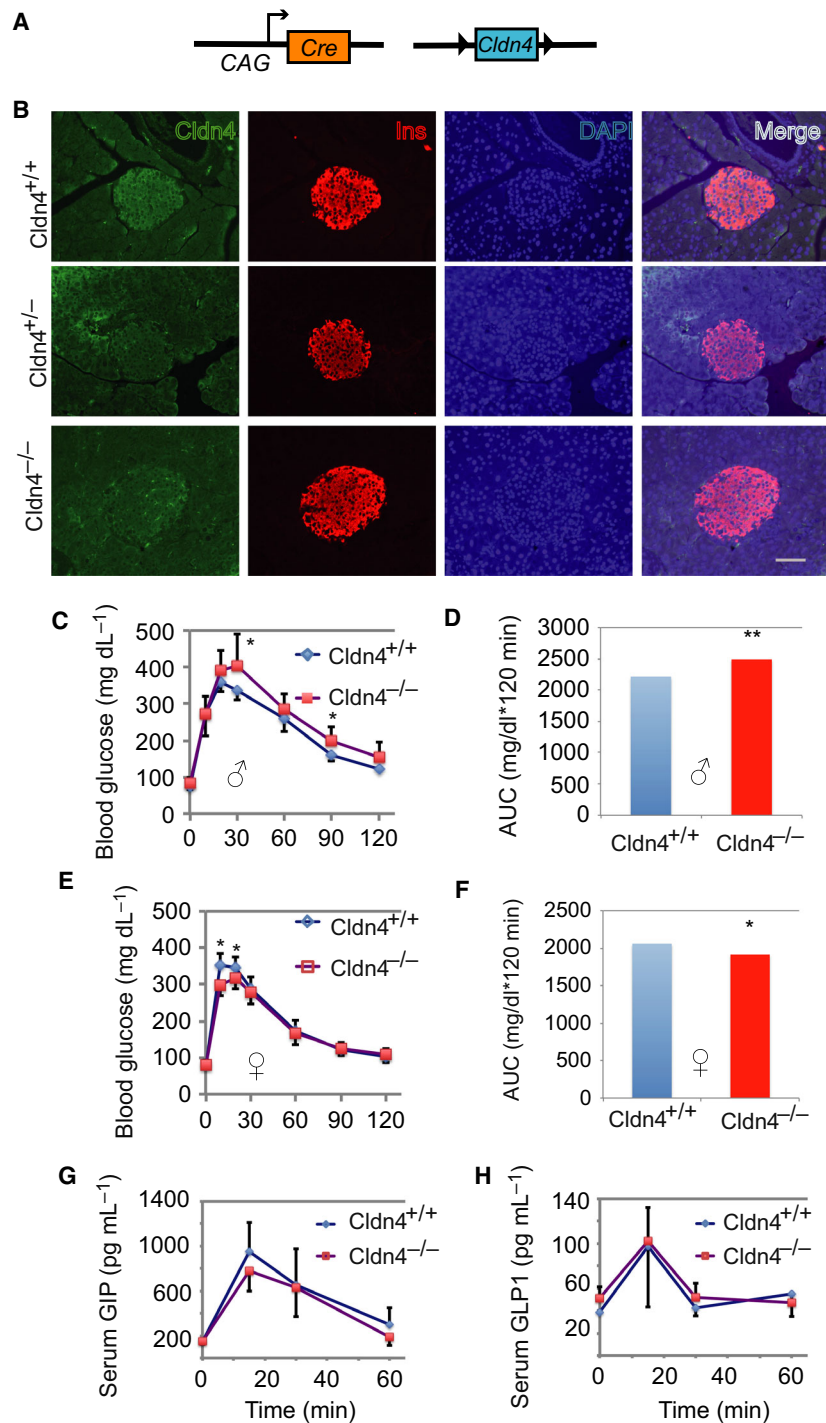 A
CAG
Cre
Cldn4
B
Cldn4
Ins
DAPI
Merge
Cldn4+/+
Cldn4+/−
Cldn4−/−
C
Blood glucose (mg dL−1)
500
400
300
200
100
0
*
*
Cldn4+/+
Cldn4−/−
♂
0 30 60 90 120
D
AUC (mg/dl*120 min)
3000
2500
2000
1500
1000
500
0
**
♂
Cldn4+/+ Cldn4−/−
E
Blood glucose (mg dL−1)
500
400
300
200
100
0
* *
Cldn4+/+
Cldn4−/−
♀
0 30 60 90 120
F
AUC (mg/dl*120 min)
2500
2000
1500
1000
500
0
*
♀
Cldn4+/+ Cldn4−/−
G
Serum GIP (pg mL−1)
1400
1000
600
200
Cldn4+/+
Cldn4−/−
0 20 40 60
Time (min)
H
Serum GLP1 (pg mL−1)
140
100
60
20
Cldn4+/+
Cldn4−/−
0 20 40 60
Time (min)